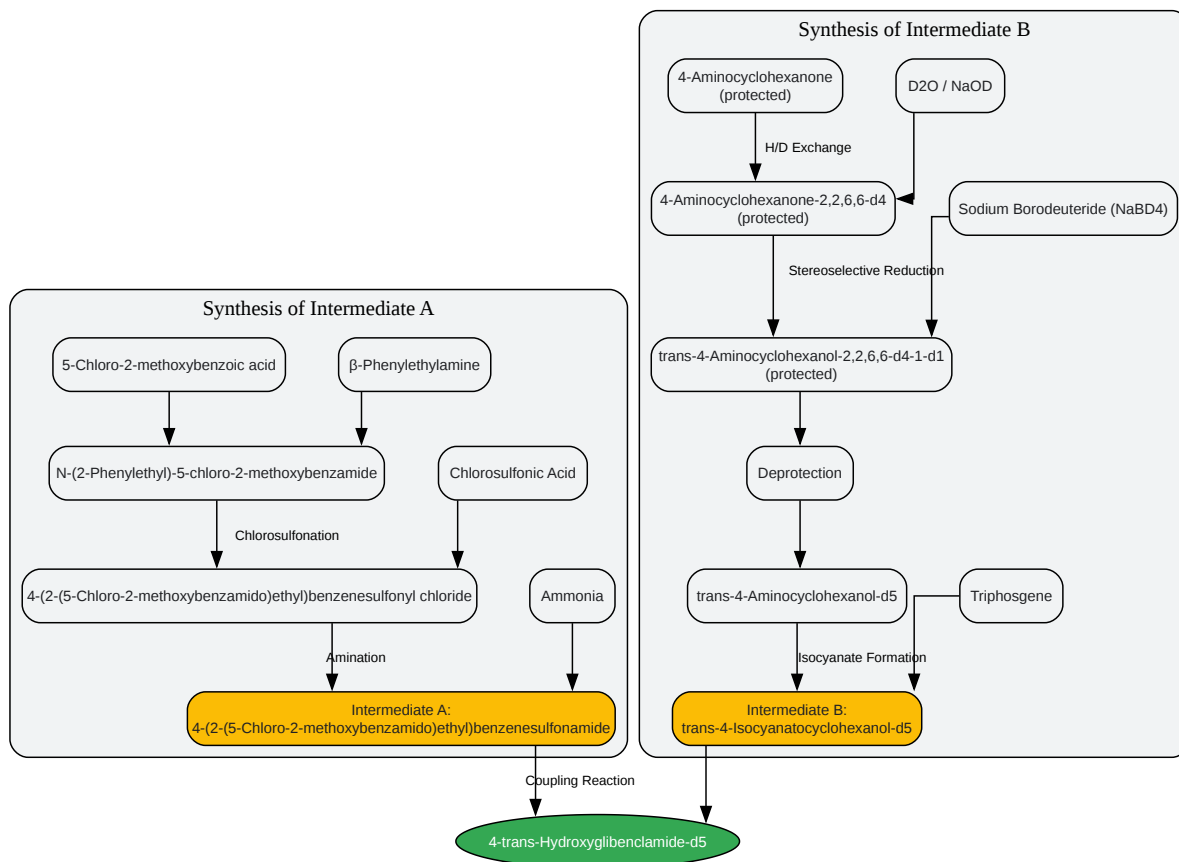 Synthesis of Intermediate B
4-Aminocyclohexanone
(protected)
D2O / NaOD
H/D Exchange
4-Aminocyclohexanone-2,2,6,6-d4
(protected)
Sodium Borodeuteride (NaBD4)
Stereoselective Reduction
trans-4-Aminocyclohexanol-2,2,6,6-d4-1-d1
(protected)
Deprotection
trans-4-Aminocyclohexanol-d5
Triphosgene
Isocyanate Formation
Intermediate B:
trans-4-Isocyanatocyclohexanol-d5
Synthesis of Intermediate A
5-Chloro-2-methoxybenzoic acid
β-Phenylethylamine
N-(2-Phenylethyl)-5-chloro-2-methoxybenzamide
Chlorosulfonic Acid
Chlorosulfonation
4-(2-(5-Chloro-2-methoxybenzamido)ethyl)benzenesulfonyl chloride
Ammonia
Amination
Intermediate A:
4-(2-(5-Chloro-2-methoxybenzamido)ethyl)benzenesulfonamide
Coupling Reaction
4-trans-Hydroxyglibenclamide-d5